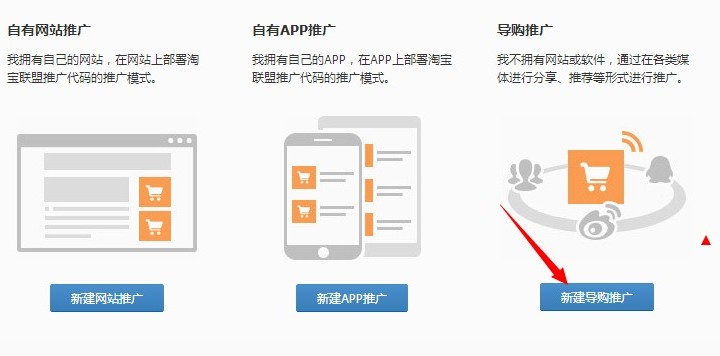 自有网站推广
我拥有自己的网站，在网站上部署淘
宝联盟推广代码的推广模式。
新建网站推广
自有APP推广
我拥有自己的APP，在APP上部署淘宝
联盟推广代码的推广模式。
新建APP推广
导购推广
我不拥有网站或软件，通过在各类媒
体进行分享、推荐等形式进行推广。
新建导购推广